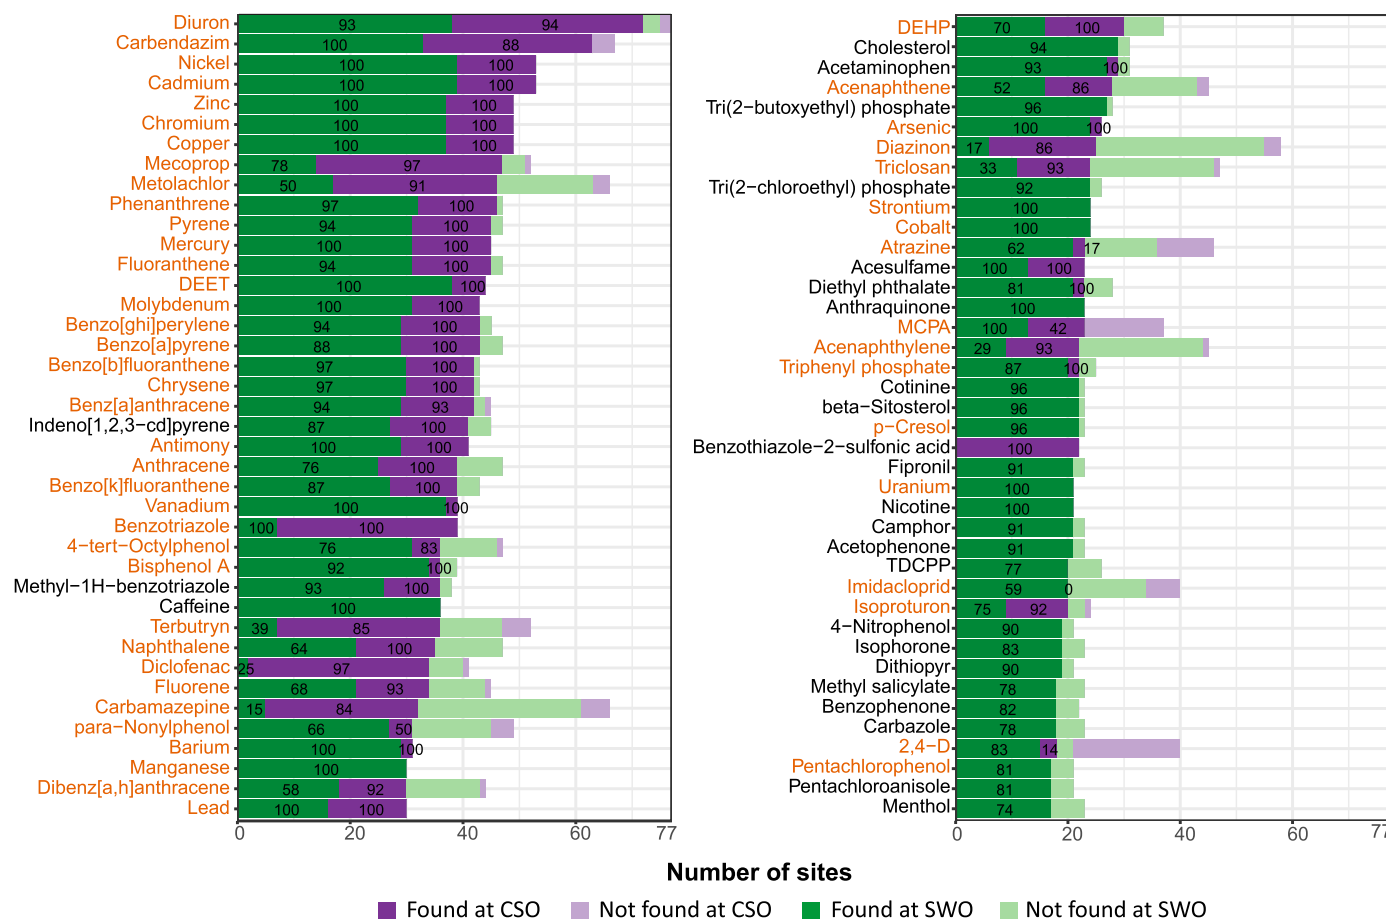 Diuron 93 94
Carbendazim 100 88
Nickel 100 100
Cadmium 100 100
Zinc 100 100
Chromium 100 100
Copper 100 100
Mecoprop 78 97
Metolachlor 50 91
Phenanthrene 97 100
Pyrene 94 100
Mercury 100 100
Fluoranthene 94 100
DEET 100 100
Molybdenum 100 100
Benzo[ghi]perylene 94 100
Benzo[a]pyrene 88 100
Benzo[b]fluoranthene 97 100
Chrysene 97 100
Benz[a]anthracene 94 93
Indeno[1,2,3−cd]pyrene 87 100
Antimony 100 100
Anthracene 76 100
Benzo[k]fluoranthene 87 100
Vanadium 100 100
Benzotriazole 100 100
4−tert−Octylphenol 76 83
Bisphenol A 92 100
Methyl−1H−benzotriazole 93 100
Caffeine 100
Terbutryn 39 85
Naphthalene 64 100
Diclofenac 25 97
Fluorene 68 93
Carbamazepine 15 84
para−Nonylphenol 66 50
Barium 100 100
Manganese 100
Dibenz[a,h]anthracene 58 92
Lead 100 100
0 20 40 60 77
DEHP 70 100
Cholesterol 94
Acetaminophen 93 100
Acenaphthene 52 86
Tri(2−butoxyethyl) phosphate 96
Arsenic 100 100
Diazinon 17 86
Triclosan 33 93
Tri(2−chloroethyl) phosphate 92
Strontium 100
Cobalt 100
Atrazine 62 17
Acesulfame 100 100
Diethyl phthalate 81 100
Anthraquinone 100
MCPA 100 42
Acenaphthylene 29 93
Triphenyl phosphate 87 100
Cotinine 96
beta−Sitosterol 96
p−Cresol 96
Benzothiazole−2−sulfonic acid 100
Fipronil 91
Uranium 100
Nicotine 100
Camphor 91
Acetophenone 91
TDCPP 77
Imidacloprid 59 0
Isoproturon 75 92
4−Nitrophenol 90
Isophorone 83
Dithiopyr 90
Methyl salicylate 78
Benzophenone 82
Carbazole 78
2,4−D 83 14
Pentachlorophenol 81
Pentachloroanisole 81
Menthol 74
0 20 40 60 77
Number of sites
Found at CSO Not found at CSO Found at SWO Not found at SWO